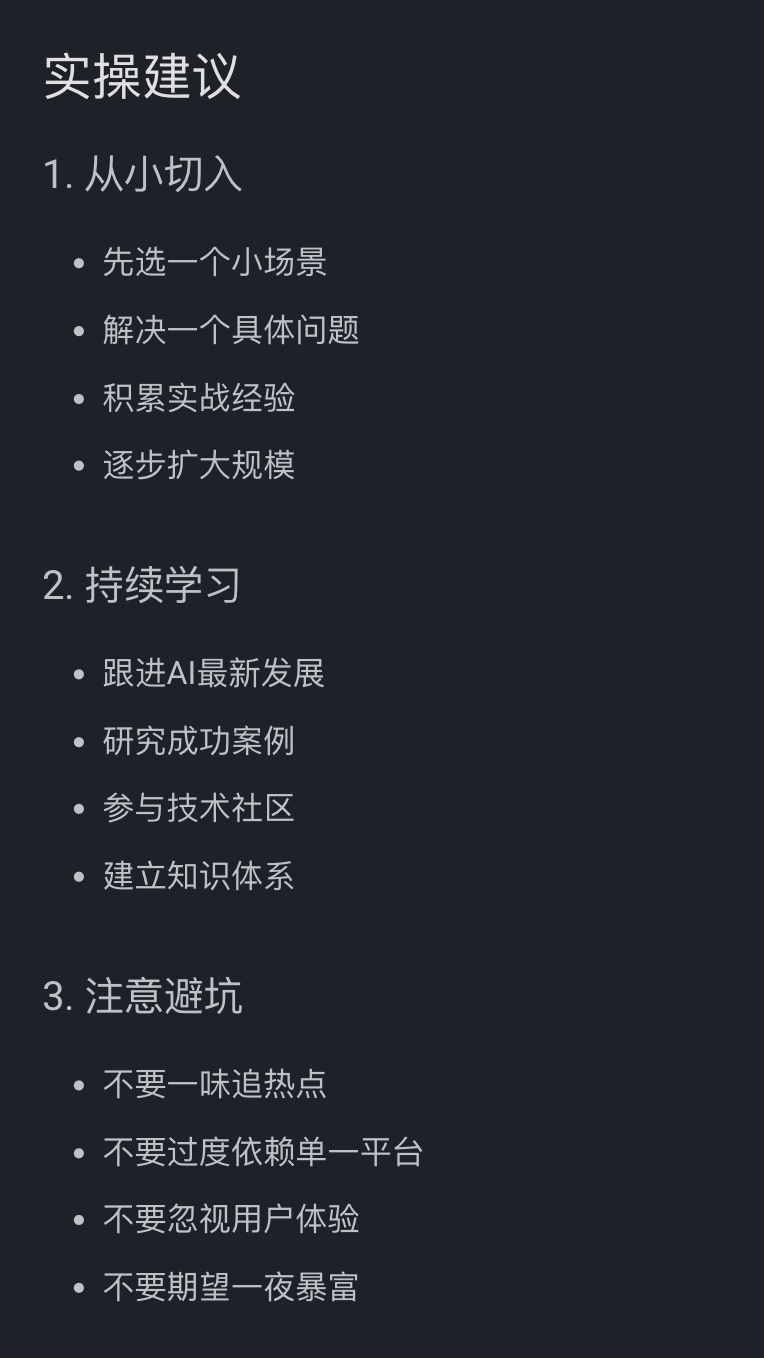 实操建议
1. 从小切入
• 先选一个小场景
• 解决一个具体问题
• 积累实战经验
• 逐步扩大规模
2. 持续学习
• 跟进AI最新发展
• 研究成功案例
• 参与技术社区
• 建立知识体系
3. 注意避坑
• 不要一味追热点
• 不要过度依赖单一平台
• 不要忽视用户体验
• 不要期望一夜暴富